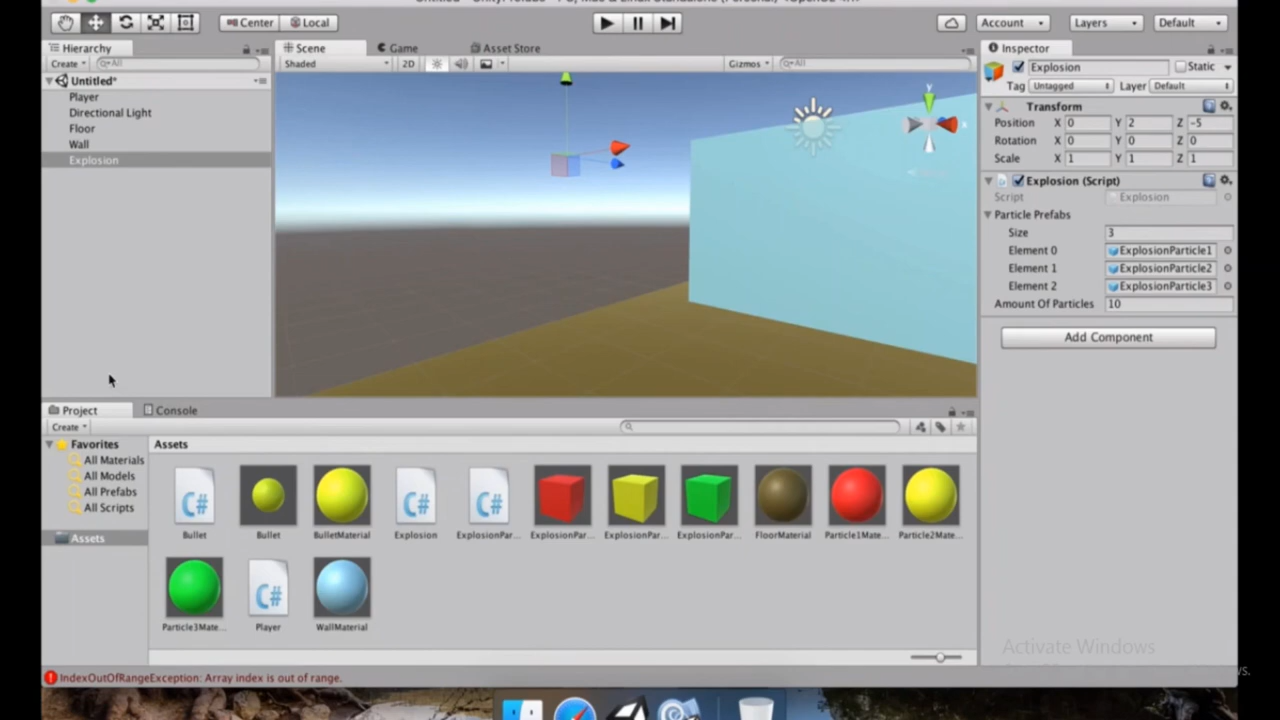 Center Local Account Layers Default
Hierarchy Scene Game Asset Store Inspector
Create All Shaded 2D Gizmos All
Explosion Static
Tag Untagged Layer Default
Untitled*
Player
Directional Light
Floor
Wall
Explosion
Transform
Position X 0 Y 2 Z -5
Rotation X 0 Y 0 Z 0
Scale X 1 Y 1 Z 1
Explosion (Script)
Script Explosion
Particle Prefabs
Size 3
Element 0 ExplosionParticle1
Element 1 ExplosionParticle2
Element 2 ExplosionParticle3
Amount Of Particles 10
Add Component
y
x
Project Console
Create
Favorites
All Materials
All Models
All Prefabs
All Scripts
Assets
Assets
C# C# C#
Bullet Bullet BulletMaterial Explosion ExplosionPar... ExplosionPar... ExplosionPar... ExplosionPar... FloorMaterial Particle1Mate... Particle2Mate...
C#
Particle3Mate... Player WallMaterial
Activate Windows
IndexOutOfRangeException: Array index is out of range.